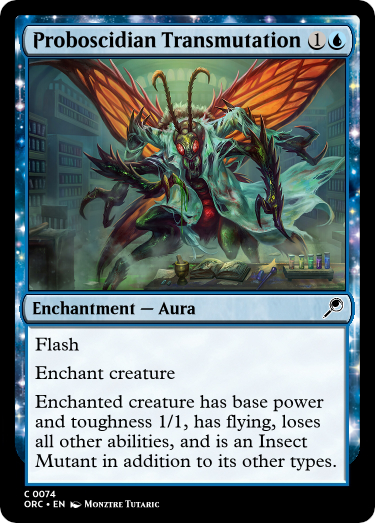 Proboscidian Transmutation 1
Enchantment — Aura
Flash
Enchant creature
Enchanted creature has base power
and toughness 1/1, has flying, loses
all other abilities, and is an Insect
Mutant in addition to its other types.
C 0074
ORC • EN Monztre Tutaric